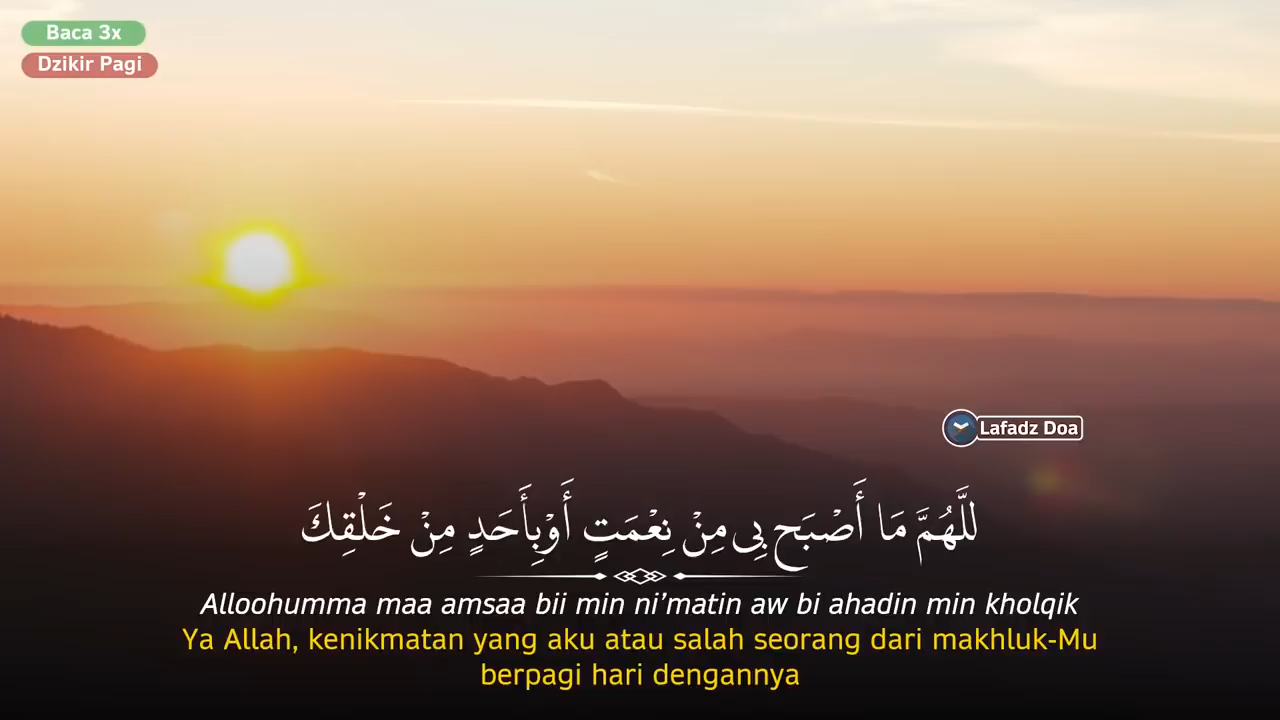 Baca 3x
Dzikir Pagi
Lafadz Doa
للَّهُمَّ مَا أَصْبَح بِى مِنْ نِعْمَتٍ أَوْبِأَحَدٍ مِنْ خَلْقِكَ
Alloohumma maa amsaa bii min ni’matin aw bi ahadin min kholqik
Ya Allah, kenikmatan yang aku atau salah seorang dari makhluk-Mu
berpagi hari dengannya